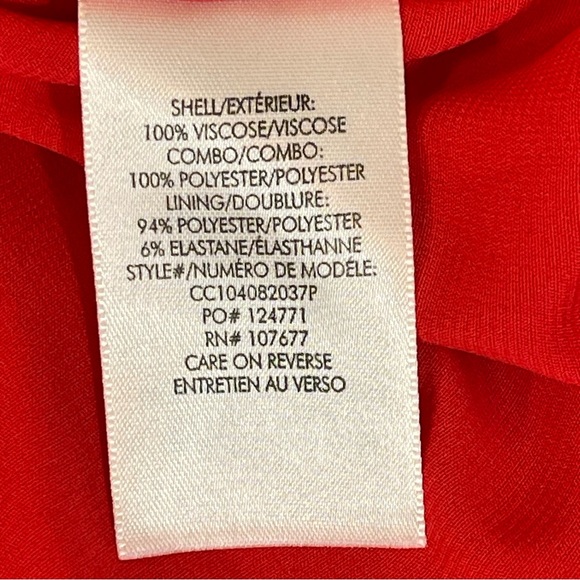 SHELL/EXTÉRIEUR:
100% VISCOSE/VISCOSE
COMBO/COMBO:
100% POLYESTER/POLYESTER
LINING/DOUBLURE:
94% POLYESTER/POLYESTER
6% ELASTANE/ÉLASTHANNE
STYLE#/NUMÉRO DE MODÉLE:
CC104082037P
PO# 124771
RN# 107677
CARE ON REVERSE
ENTRETIEN AU VERSO